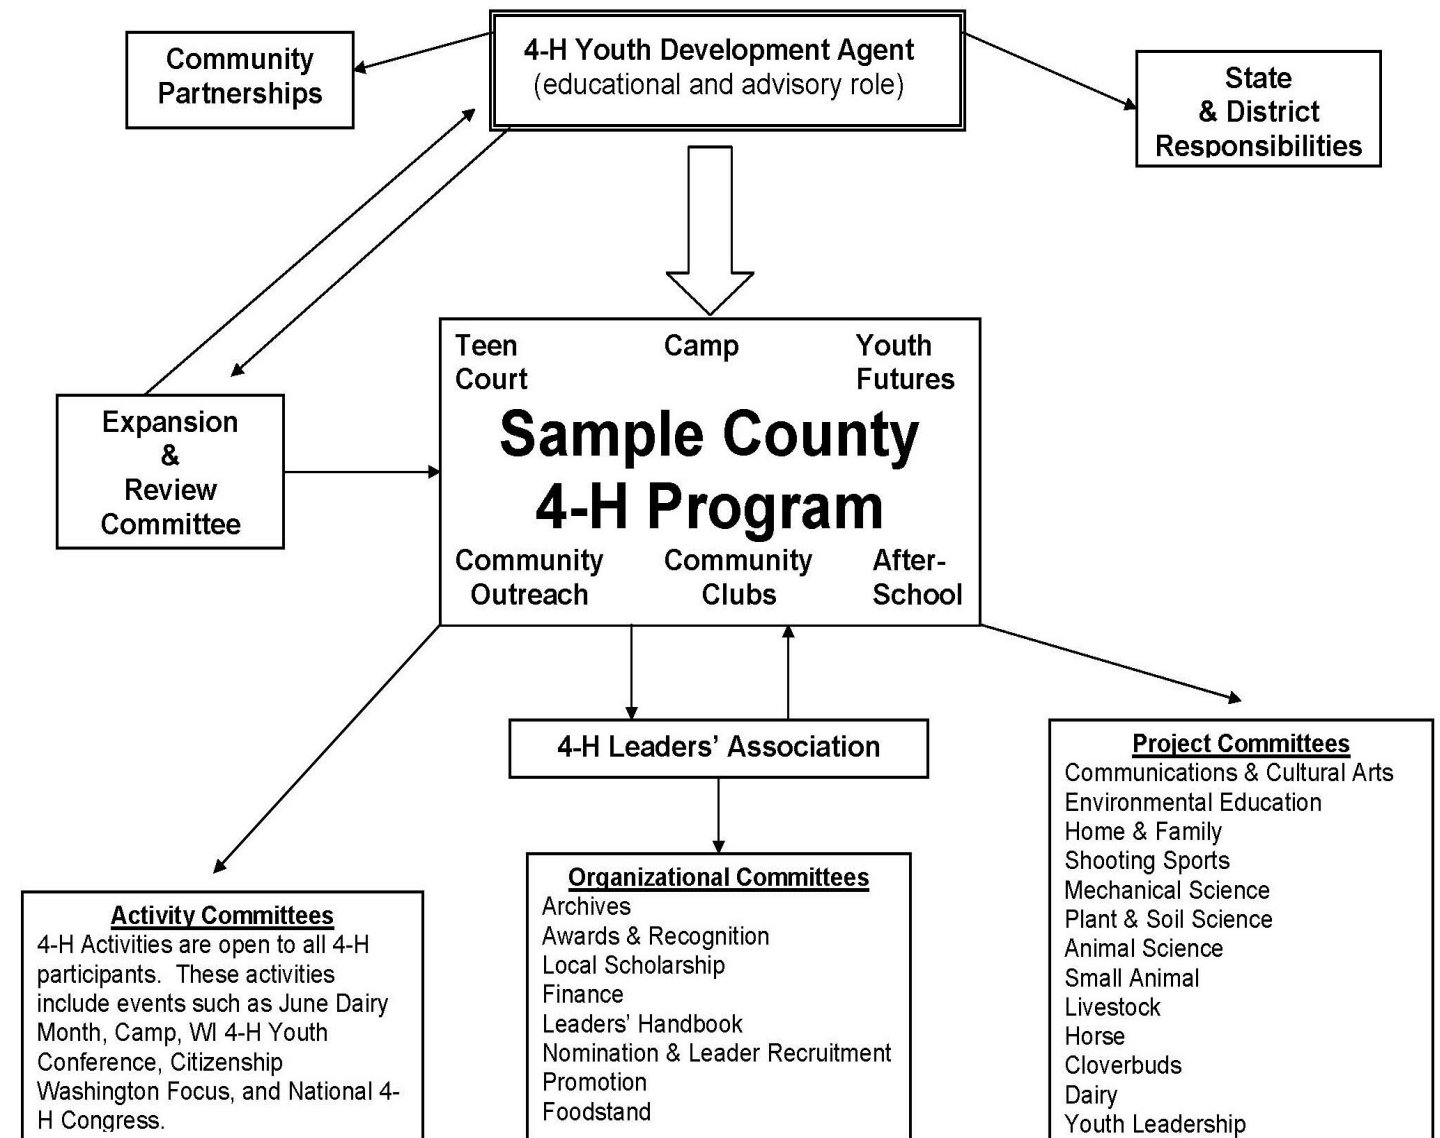 4-H Youth Development Agent
(educational and advisory role)
Community
Partnerships
State
& District
Responsibilities
Expansion
&
Review
Committee
Teen
Court
Camp
Youth
Futures
Sample County
4-H Program
Community
Outreach
Community
Clubs
After-
School
4-H Leaders’ Association
Activity Committees
4-H Activities are open to all 4-H
participants.  These activities
include events such as June Dairy
Month, Camp, WI 4-H Youth
Conference, Citizenship
Washington Focus, and National 4-
H Congress.
Organizational Committees
Archives
Awards & Recognition
Local Scholarship
Finance
Leaders’ Handbook
Nomination & Leader Recruitment
Promotion
Foodstand
Project Committees
Communications & Cultural Arts
Environmental Education
Home & Family
Shooting Sports
Mechanical Science
Plant & Soil Science
Animal Science
Small Animal
Livestock
Horse
Cloverbuds
Dairy
Youth Leadership